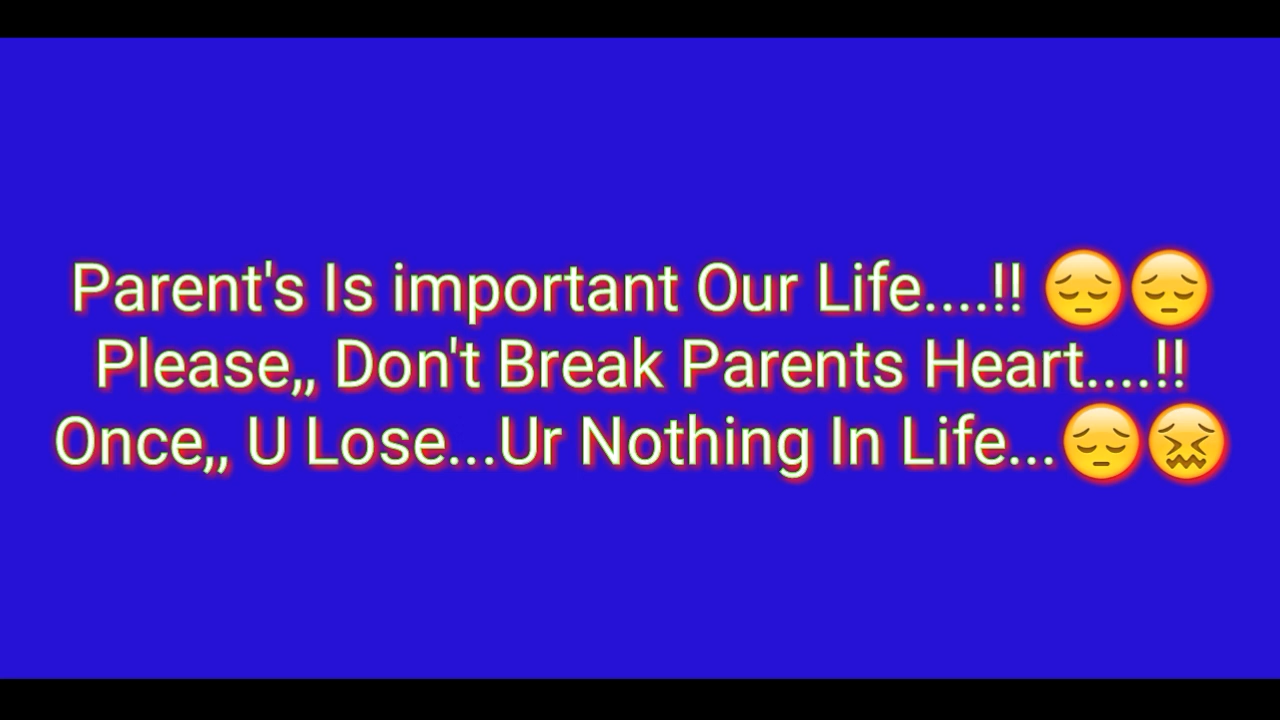 Parent's Is important Our Life....!! 😔😔
Please,, Don't Break Parents Heart....!!
Once,, U Lose...Ur Nothing In Life...😔😖